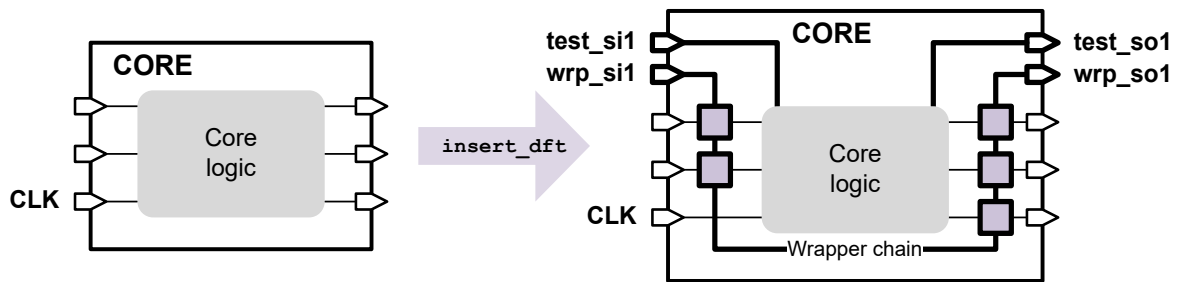 CORE
Core
logic
CLK
insert_dft
test_si1
wrp_si1
CORE
test_so1
wrp_so1
Core
logic
CLK
Wrapper chain